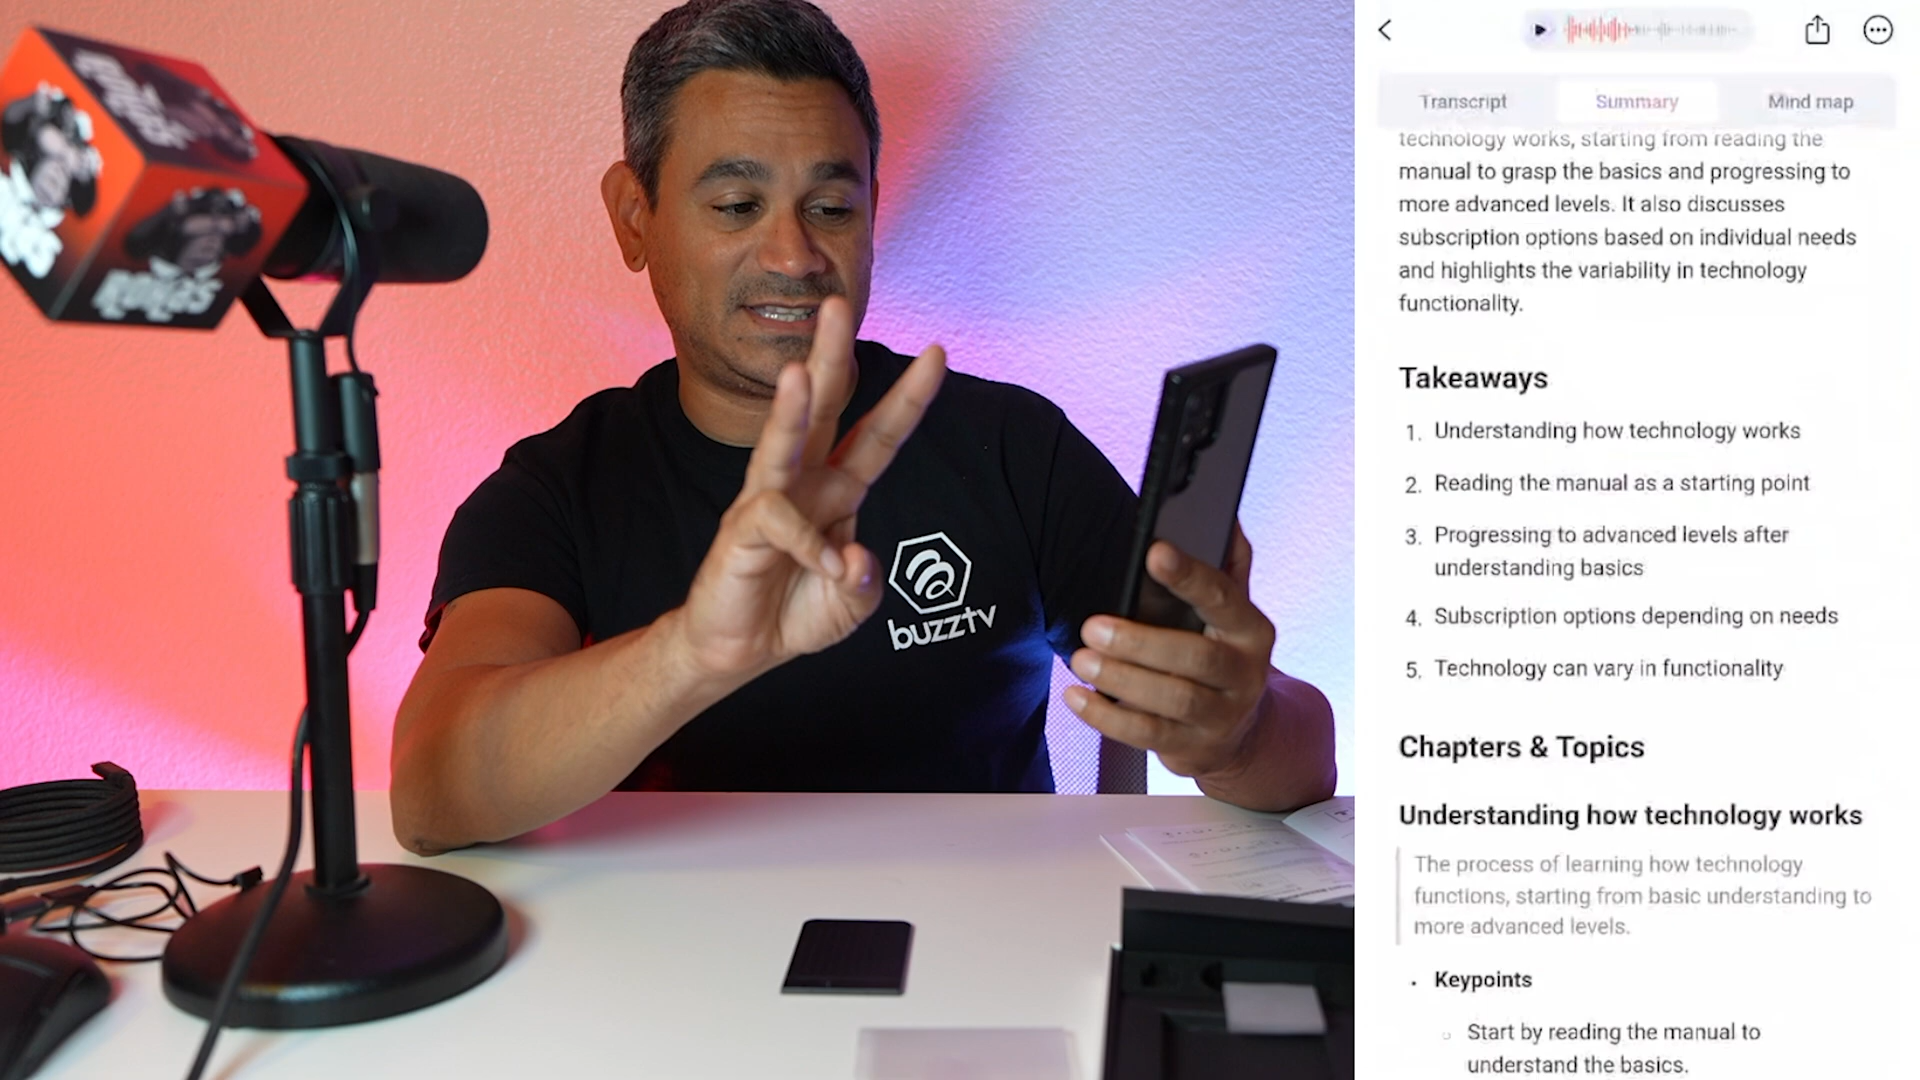 ROKAS
buzztv
Transcript
Summary
Mind map
technology works, starting from reading the
manual to grasp the basics and progressing to
more advanced levels. It also discusses
subscription options based on individual needs
and highlights the variability in technology
functionality.
Takeaways
1. Understanding how technology works
2. Reading the manual as a starting point
3. Progressing to advanced levels after
understanding basics
4. Subscription options depending on needs
5. Technology can vary in functionality
Chapters & Topics
Understanding how technology works
The process of learning how technology
functions, starting from basic understanding to
more advanced levels.
• Keypoints
Start by reading the manual to
understand the basics.